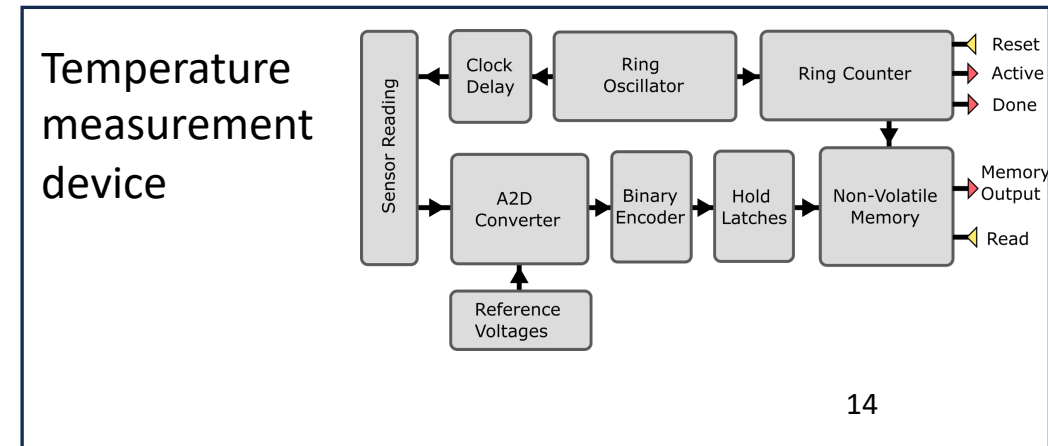 Temperature
measurement
device
Sensor Reading
Clock
Delay
Ring
Oscillator
Ring Counter
Reset
Active
Done
A2D
Converter
Binary
Encoder
Hold
Latches
Non-Volatile
Memory
Memory
Output
Read
Reference
Voltages
14